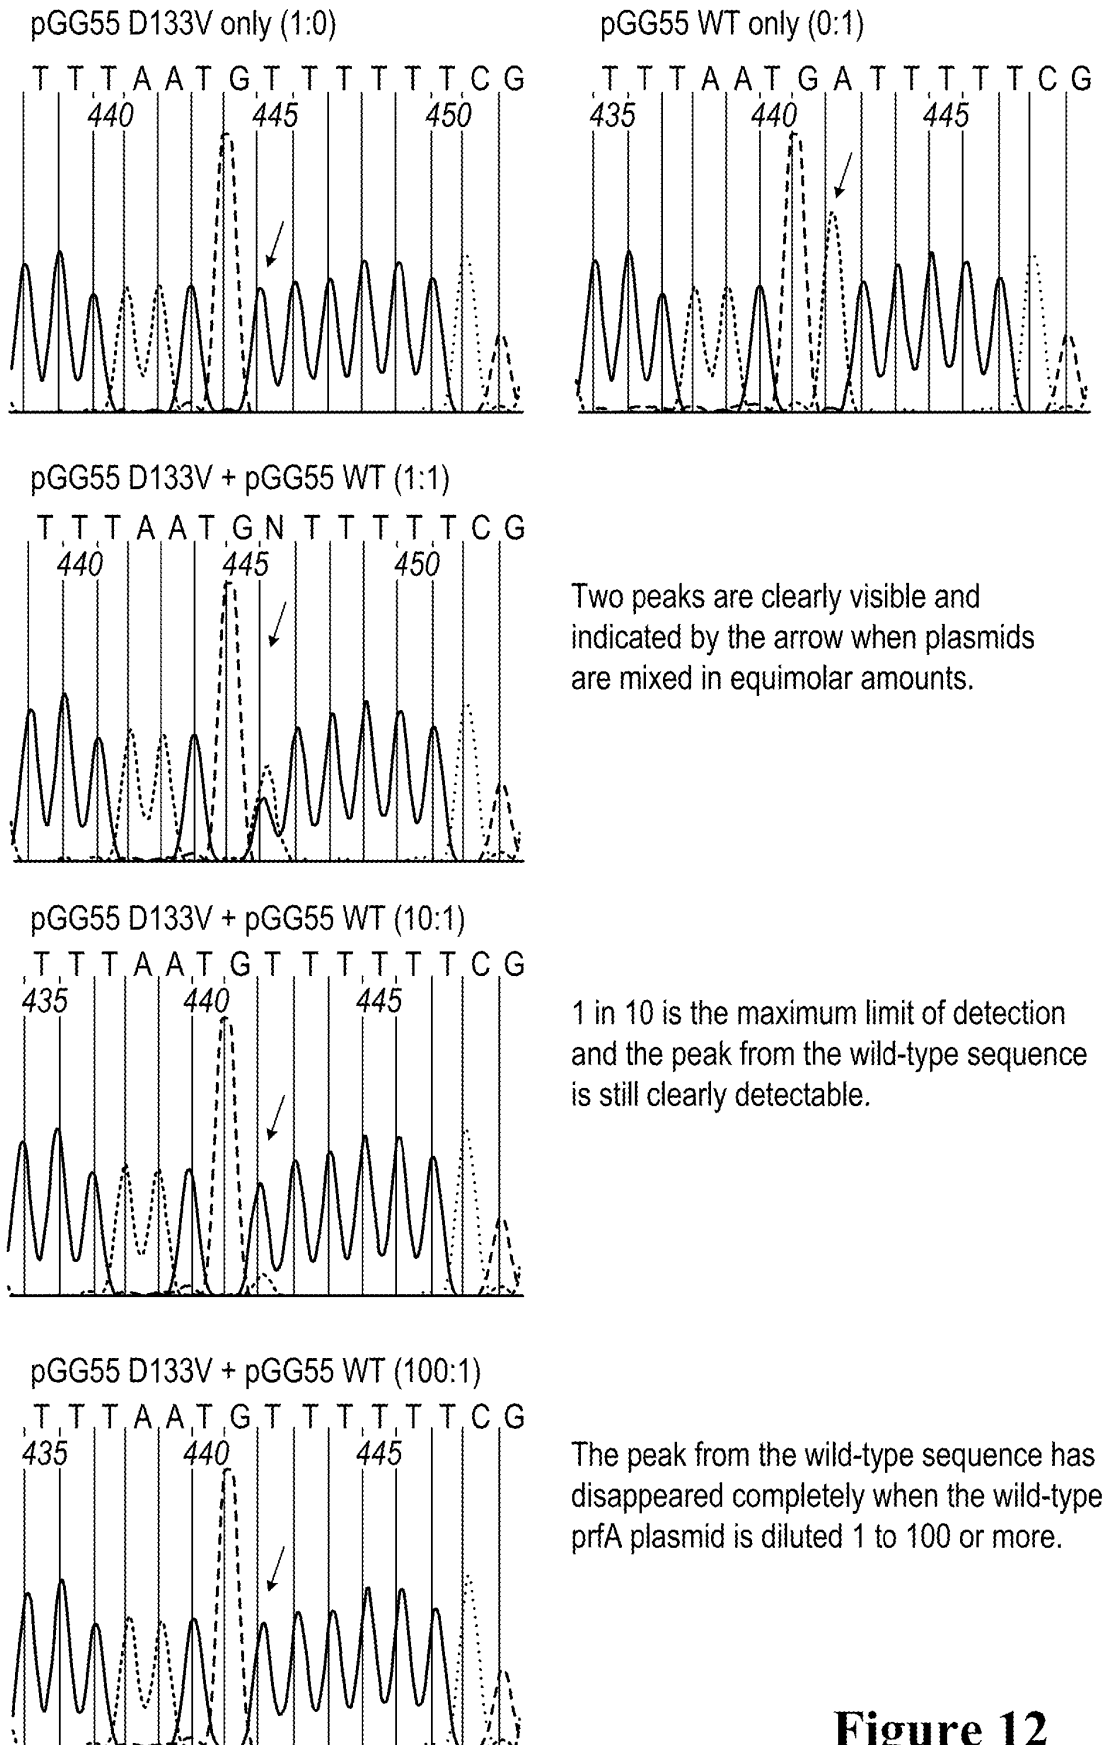 pGG55 D133V only (1:0)
T T T A A T G T T T T T T C G
440 445 450
pGG55 WT only (0:1)
T T T A A T G A T T T T T C G
435 440 445
pGG55 D133V + pGG55 WT (1:1)
T T T A A T G N T T T T T C G
440 445 450
Two peaks are clearly visible and
indicated by the arrow when plasmids
are mixed in equimolar amounts.
pGG55 D133V + pGG55 WT (10:1)
T T T A A T G T T T T T T C G
435 440 445
1 in 10 is the maximum limit of detection
and the peak from the wild-type sequence
is still clearly detectable.
pGG55 D133V + pGG55 WT (100:1)
T T T A A T G T T T T T T C G
435 440 445
The peak from the wild-type sequence has
disappeared completely when the wild-type
prfA plasmid is diluted 1 to 100 or more.
Figure 12